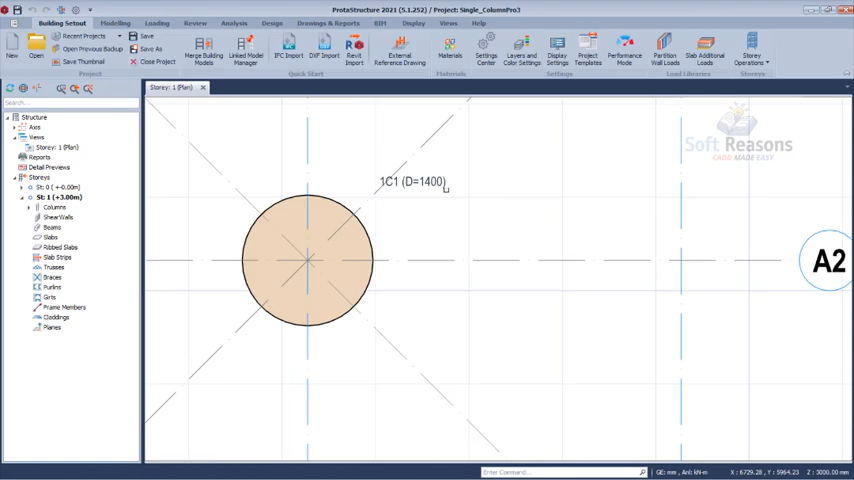 ProtaStructure 2021 (5.1.252) -- Project: Single_ColumnPro3
Building Setout Modelling Loading Review Analysis Design Drawings & Reports BIM Display Views Help
New
Open
Recent Projects
Open Previous Backup
Save Thumbnail
Save
Save As
Close Project
Merge Building Models
Linked Model Manager
IFC Import
DXF Import
Revit Import
External Reference Drawing
Materials
Settings Center
Layers and Color Settings
Display Settings
Project Templates
Performance Mode
Partition Wall Loads
Slab Additional Loads
Storey Operations
Project
Quick Start
Materials
Settings
Load Libraries
Storeys
Storey: 1 (Plan)
Search...
Structure
Axis
Views
Storey: 1 (Plan)
Reports
Detail Previews
Storeys
St: 0 ( +-0.00m)
St: 1 (+3.00m)
Columns
ShearWalls
Beams
Slabs
Ribbed Slabs
Slab Strips
Trusses
Braces
Purlins
Girts
Frame Members
Claddings
Planes
Soft Reasons
CADD MADE EASY
1C1 (D=1400)
A2
Enter Command...
GE: mm , Anl: kN-m
X : 6729.28 Y : 5964.23
Z : 3000.00 mm